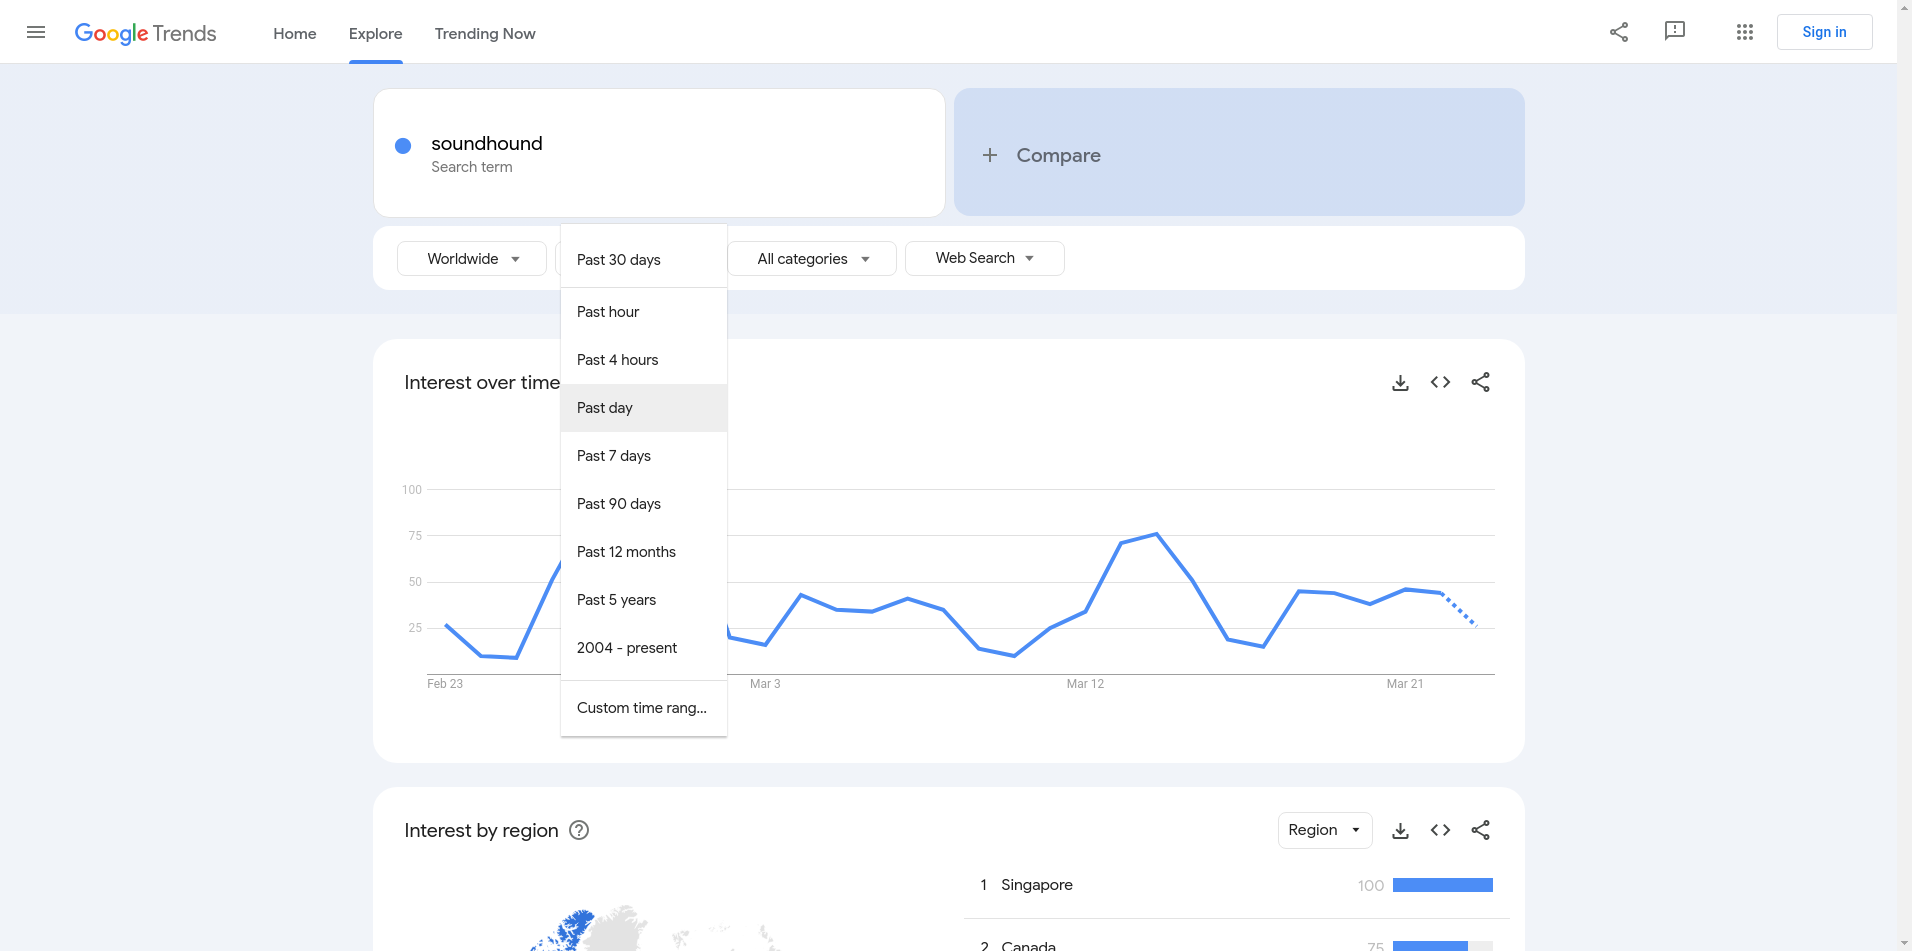 Google Trends
Home
Explore
Trending Now
Sign in
soundhound
Search term
Compare
Worldwide
Past 30 days
All categories
Web Search
Past hour
Past 4 hours
Past day
Past 7 days
Past 90 days
Past 12 months
Past 5 years
2004 - present
Custom time rang...
Interest over time
100
75
50
25
Feb 23
Mar 3
Mar 12
Mar 21
Interest by region
Region
1 Singapore 100
2 Canada 75